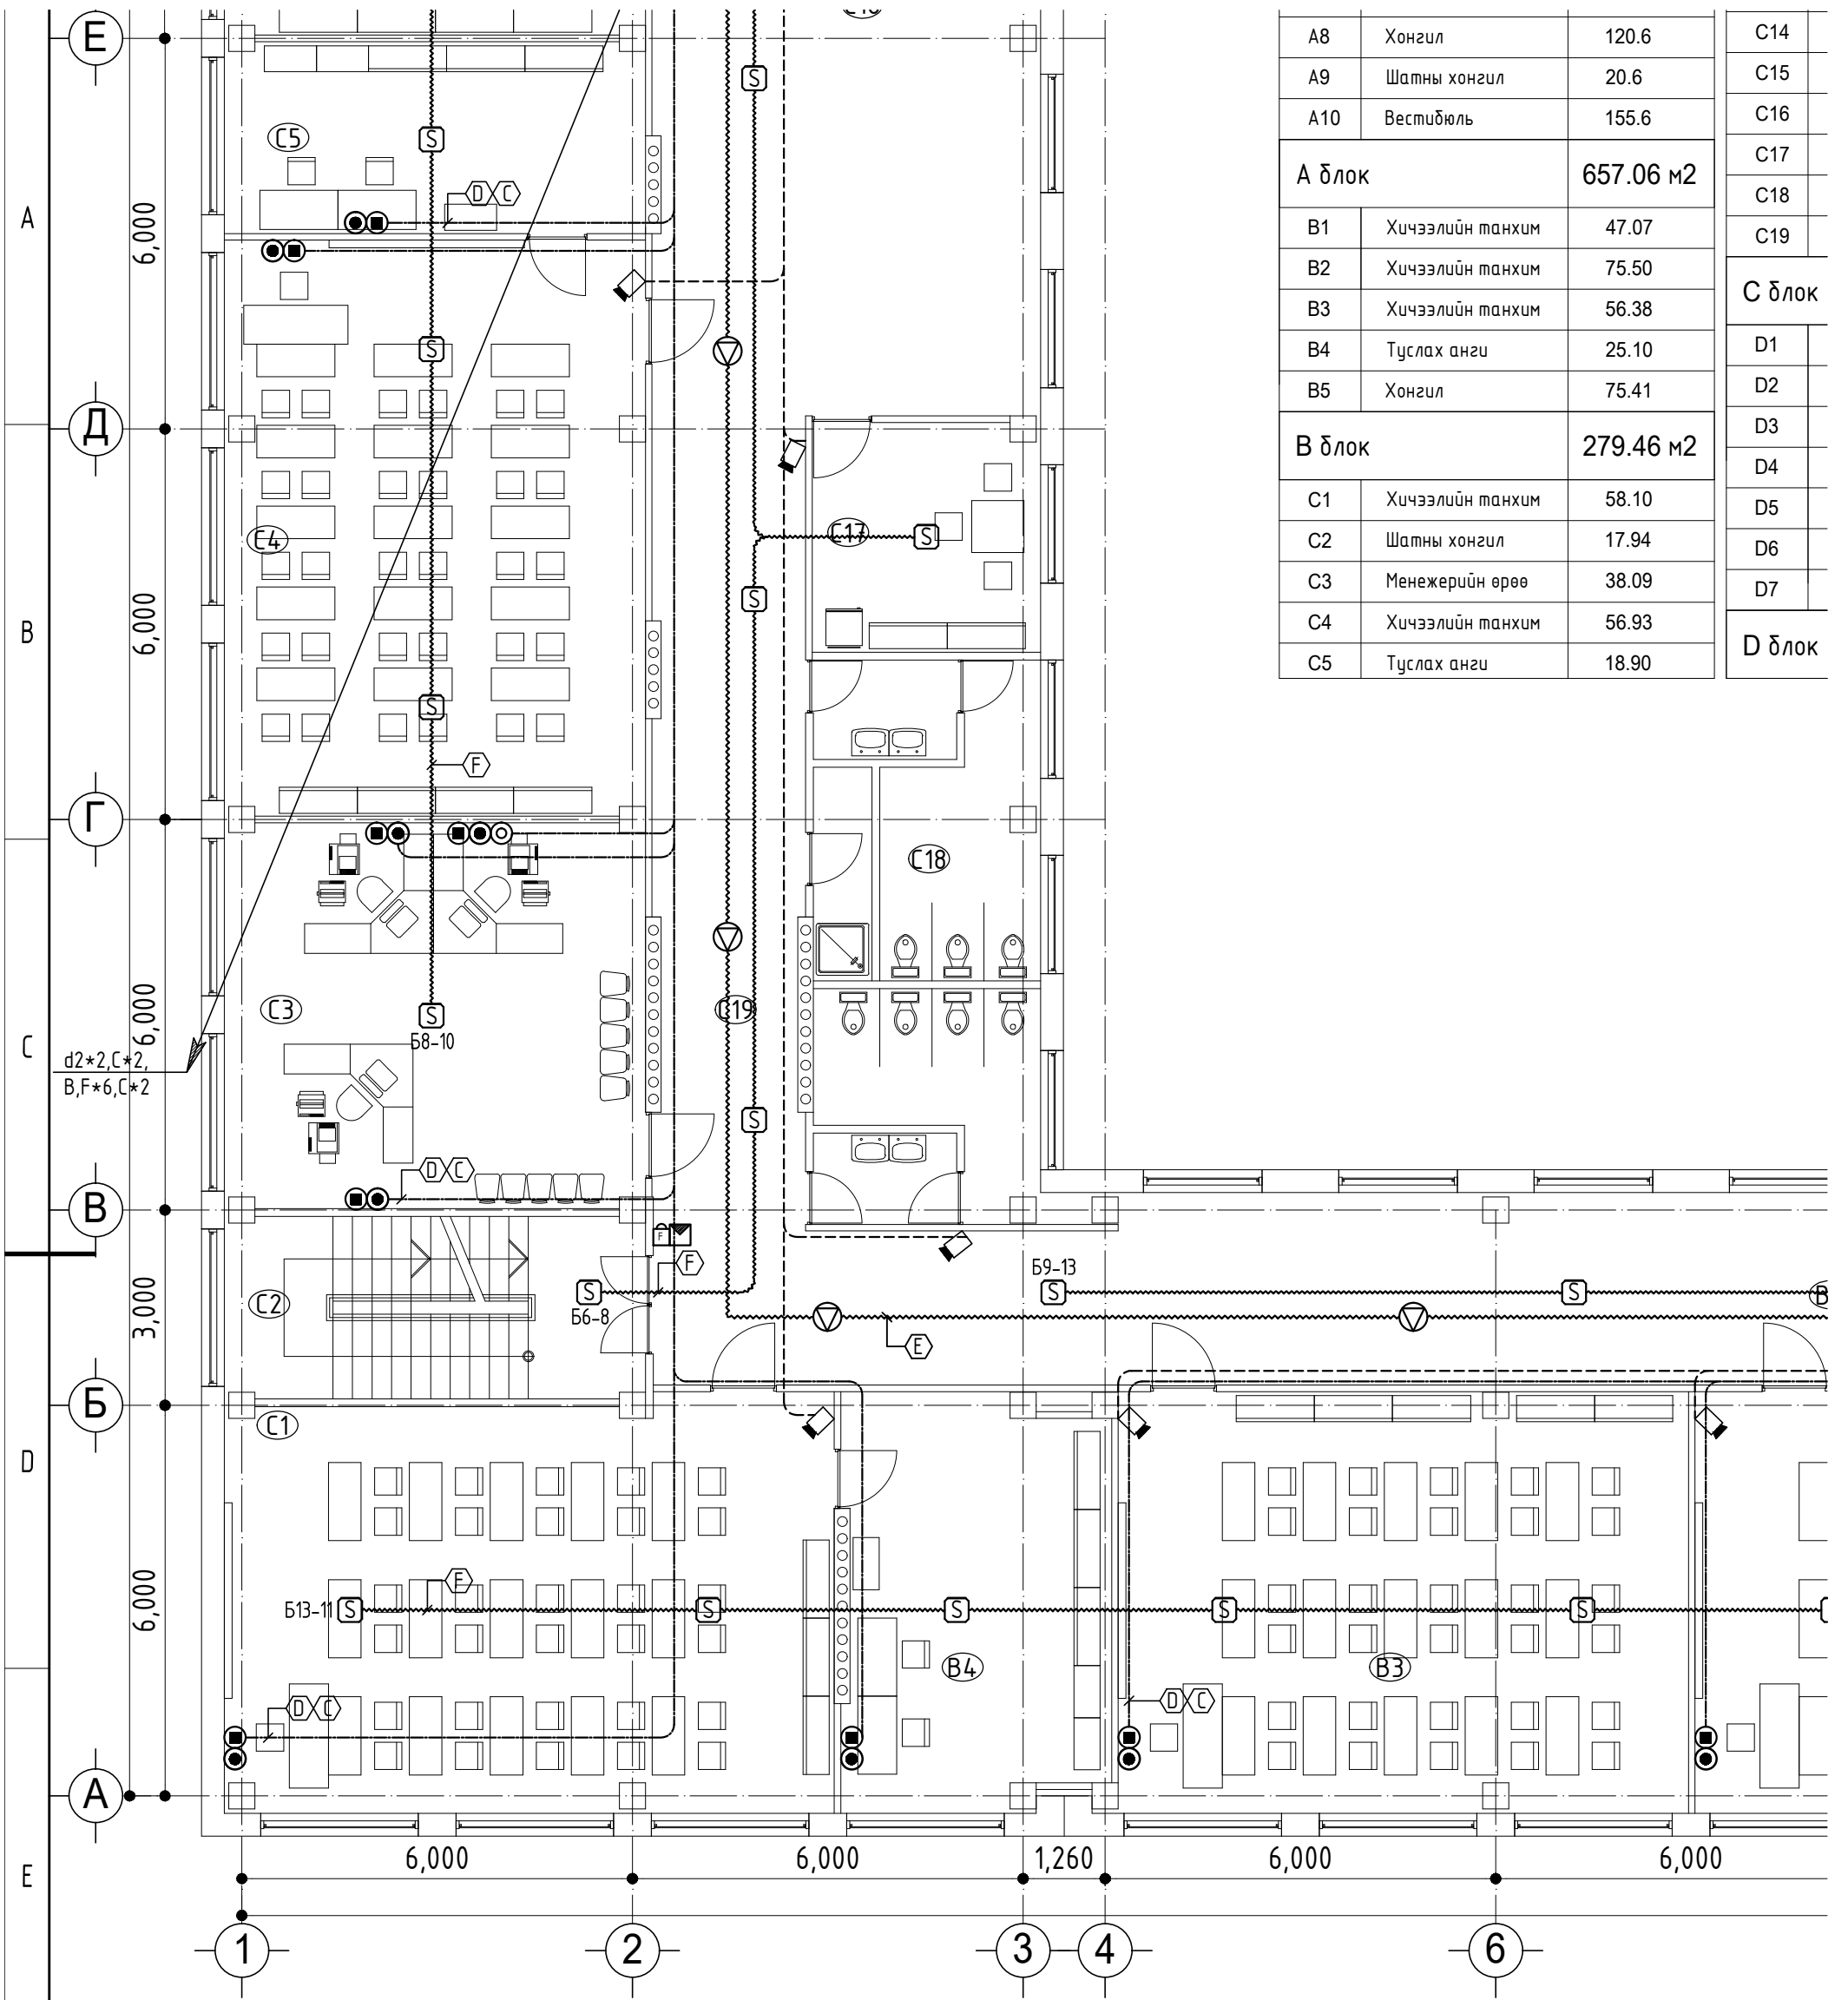 E
Д
Г
В
Б
А
A
B
C
D
E
6,000
6,000
6,000
3,000
6,000
d2*2,C*2,
B,F*6,C*2
C5
S
D C
S
S
C4
S
F
C17
S
S
C18
C3
S
Б8-10
C19
S
D C
F
F
C2
S
Б6-8
Б9-13
S
S
E
C1
F
Б13-11 S
S
S
S
S
B4
B3
D C
D C
6,000
6,000
1,260
6,000
6,000
1
2
3
4
6
A8 Хонгил 120.6
A9 Шатны хонгил 20.6
A10 Вестибюль 155.6
А блок 657.06 м2
B1 Хичээлийн танхим 47.07
B2 Хичээлийн танхим 75.50
B3 Хичээлийн танхим 56.38
B4 Туслах анги 25.10
B5 Хонгил 75.41
В блок 279.46 м2
C1 Хичээлийн танхим 58.10
C2 Шатны хонгил 17.94
C3 Менежерийн өрөө 38.09
C4 Хичээлийн танхим 56.93
C5 Туслах анги 18.90
C14
C15
C16
C17
C18
C19
С блок
D1
D2
D3
D4
D5
D6
D7
D блок